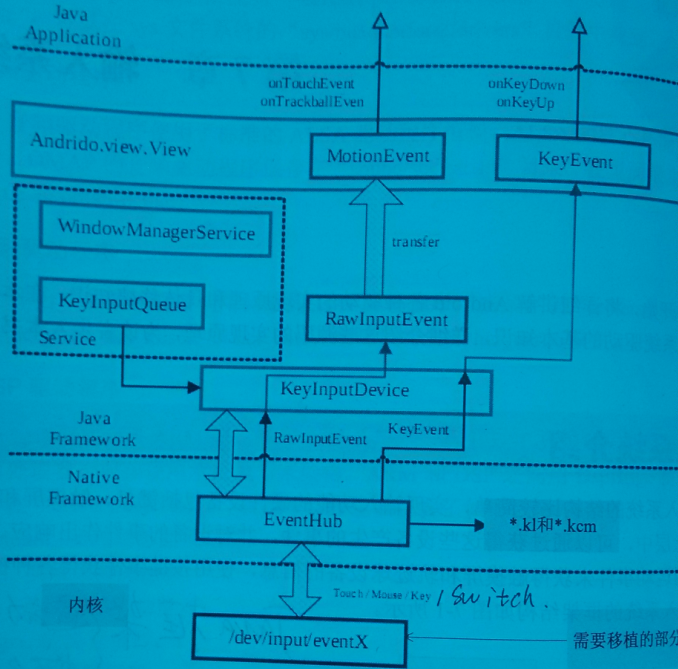 Java
Application
onTouchEvent
onTrackballEven
onKeyDown
onKeyUp
Andrido.view.View
MotionEvent
KeyEvent
WindowManagerService
transfer
KeyInputQueue
RawInputEvent
Service
KeyInputDevice
Java
Framework
RawInputEvent
KeyEvent
Native
Framework
EventHub
*.kl和*.kcm
内核
Touch / Mouse / Key / Switch.
/dev/input/eventX
需要移植的部分